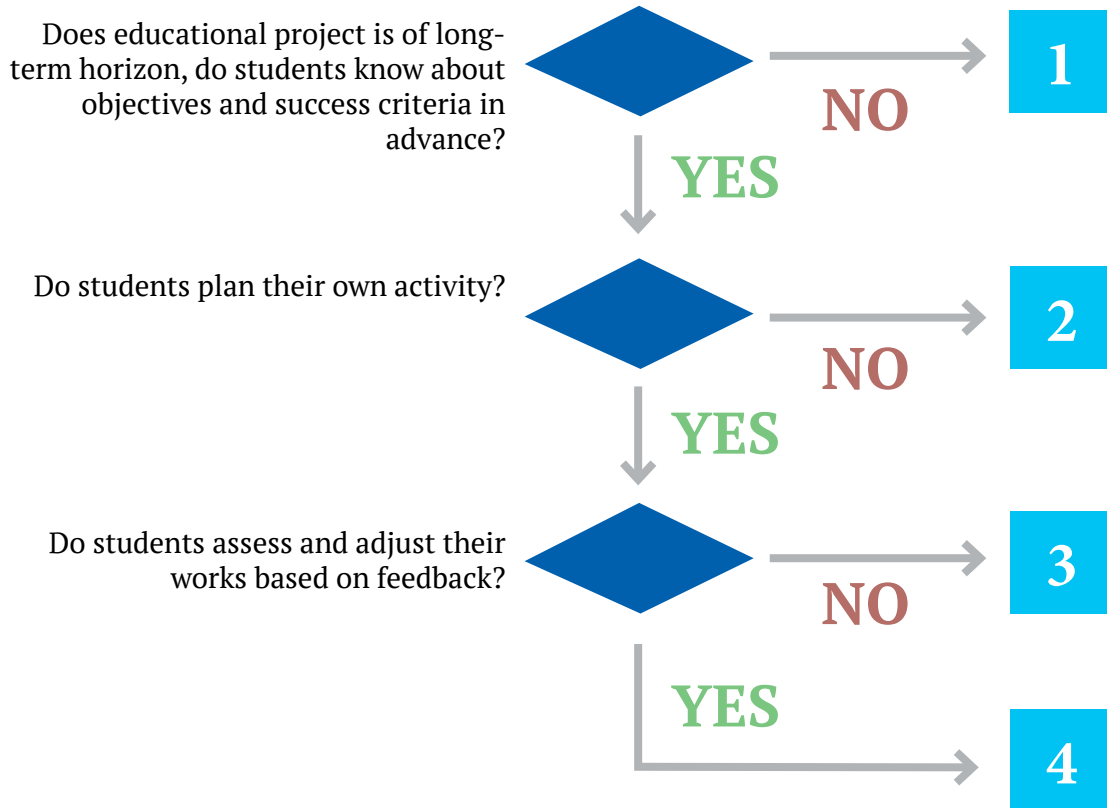 Does educational project is of long-
term horizon, do students know about
objectives and success criteria in
advance?
NO
1
YES
Do students plan their own activity?
NO
2
YES
Do students assess and adjust their
works based on feedback?
NO
3
YES
4